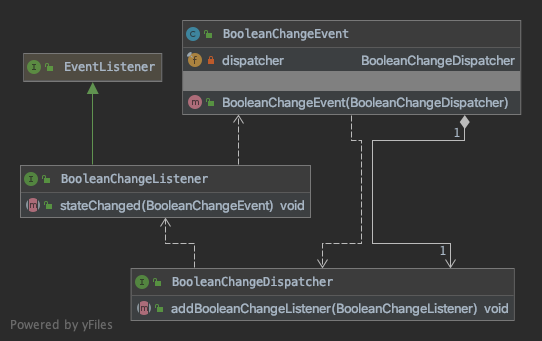 BooleanChangeEvent
dispatcher BooleanChangeDispatcher
BooleanChangeEvent(BooleanChangeDispatcher)
EventListener
1
BooleanChangeListener
stateChanged(BooleanChangeEvent) void
1
BooleanChangeDispatcher
addBooleanChangeListener(BooleanChangeListener) void
Powered by yFiles